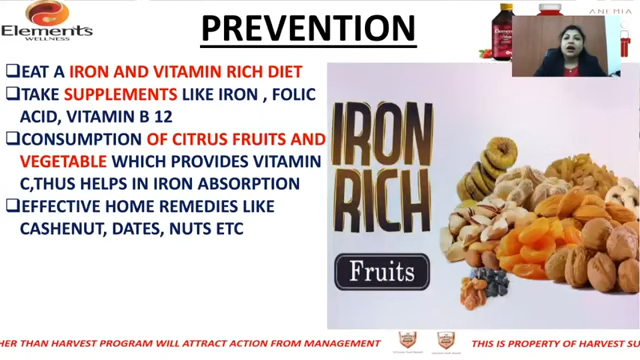 Elements
WELLNESS
PREVENTION
ANEMIA
EAT A IRON AND VITAMIN RICH DIET
TAKE SUPPLEMENTS LIKE IRON , FOLIC
ACID, VITAMIN B 12
CONSUMPTION OF CITRUS FRUITS AND
VEGETABLE WHICH PROVIDES VITAMIN
C,THUS HELPS IN IRON ABSORPTION
EFFECTIVE HOME REMEDIES LIKE
CASHENUT, DATES, NUTS ETC
IRON
RICH
Fruits
HER THAN HARVEST PROGRAM WILL ATTRACT ACTION FROM MANAGEMENT
THIS IS PROPERTY OF HARVEST SU